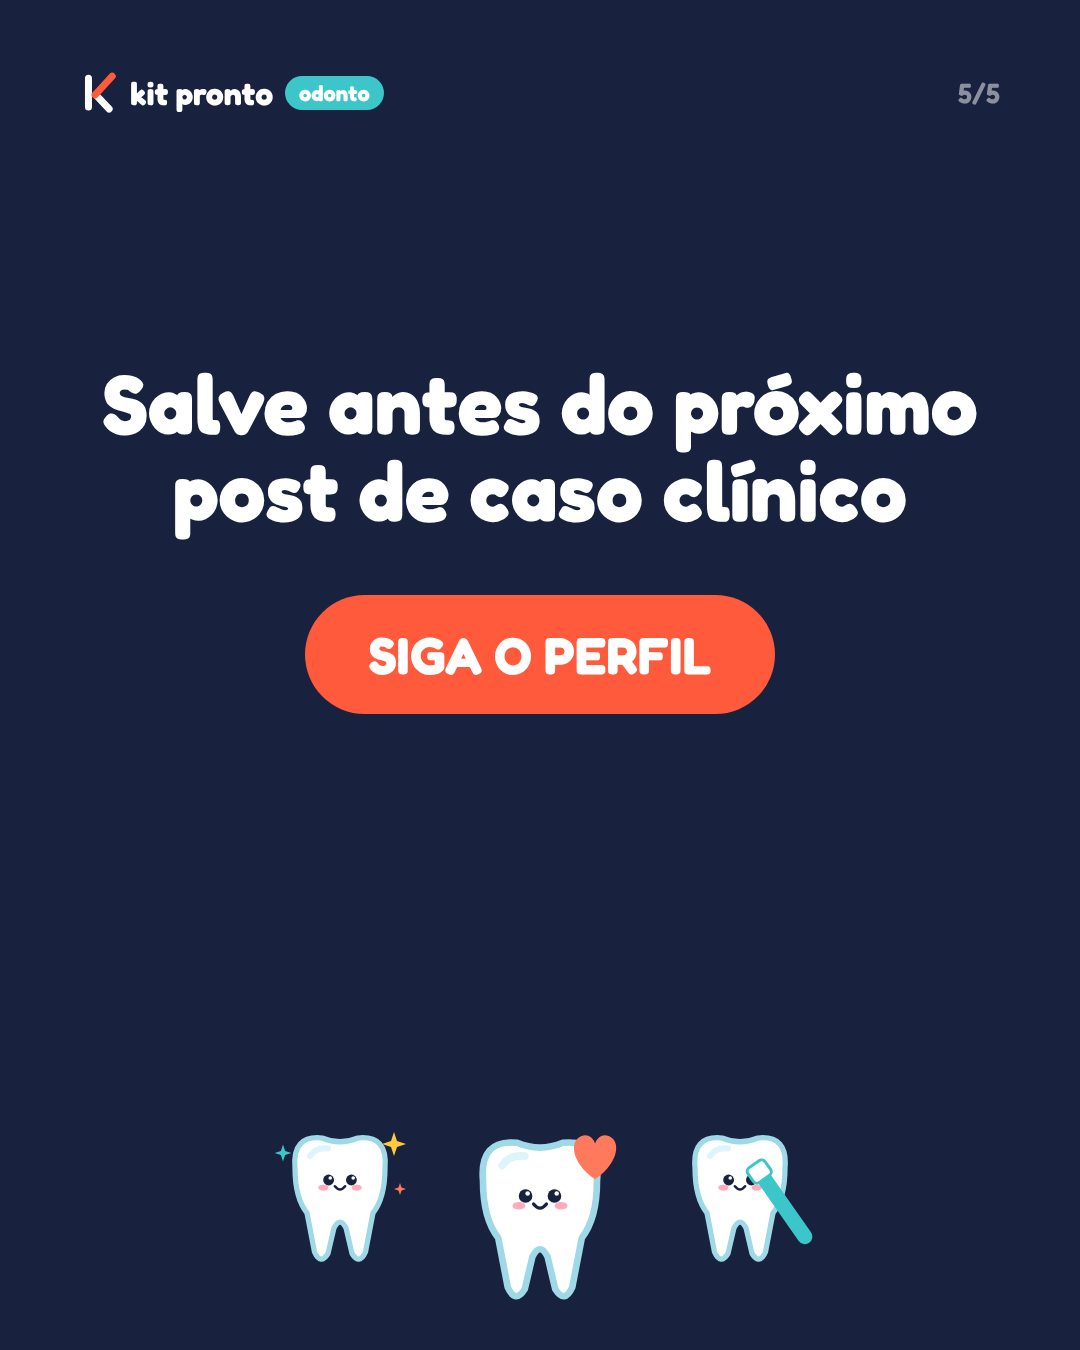 kit pronto odonto
5/5
Salve antes do próximo
post de caso clínico
SIGA O PERFIL